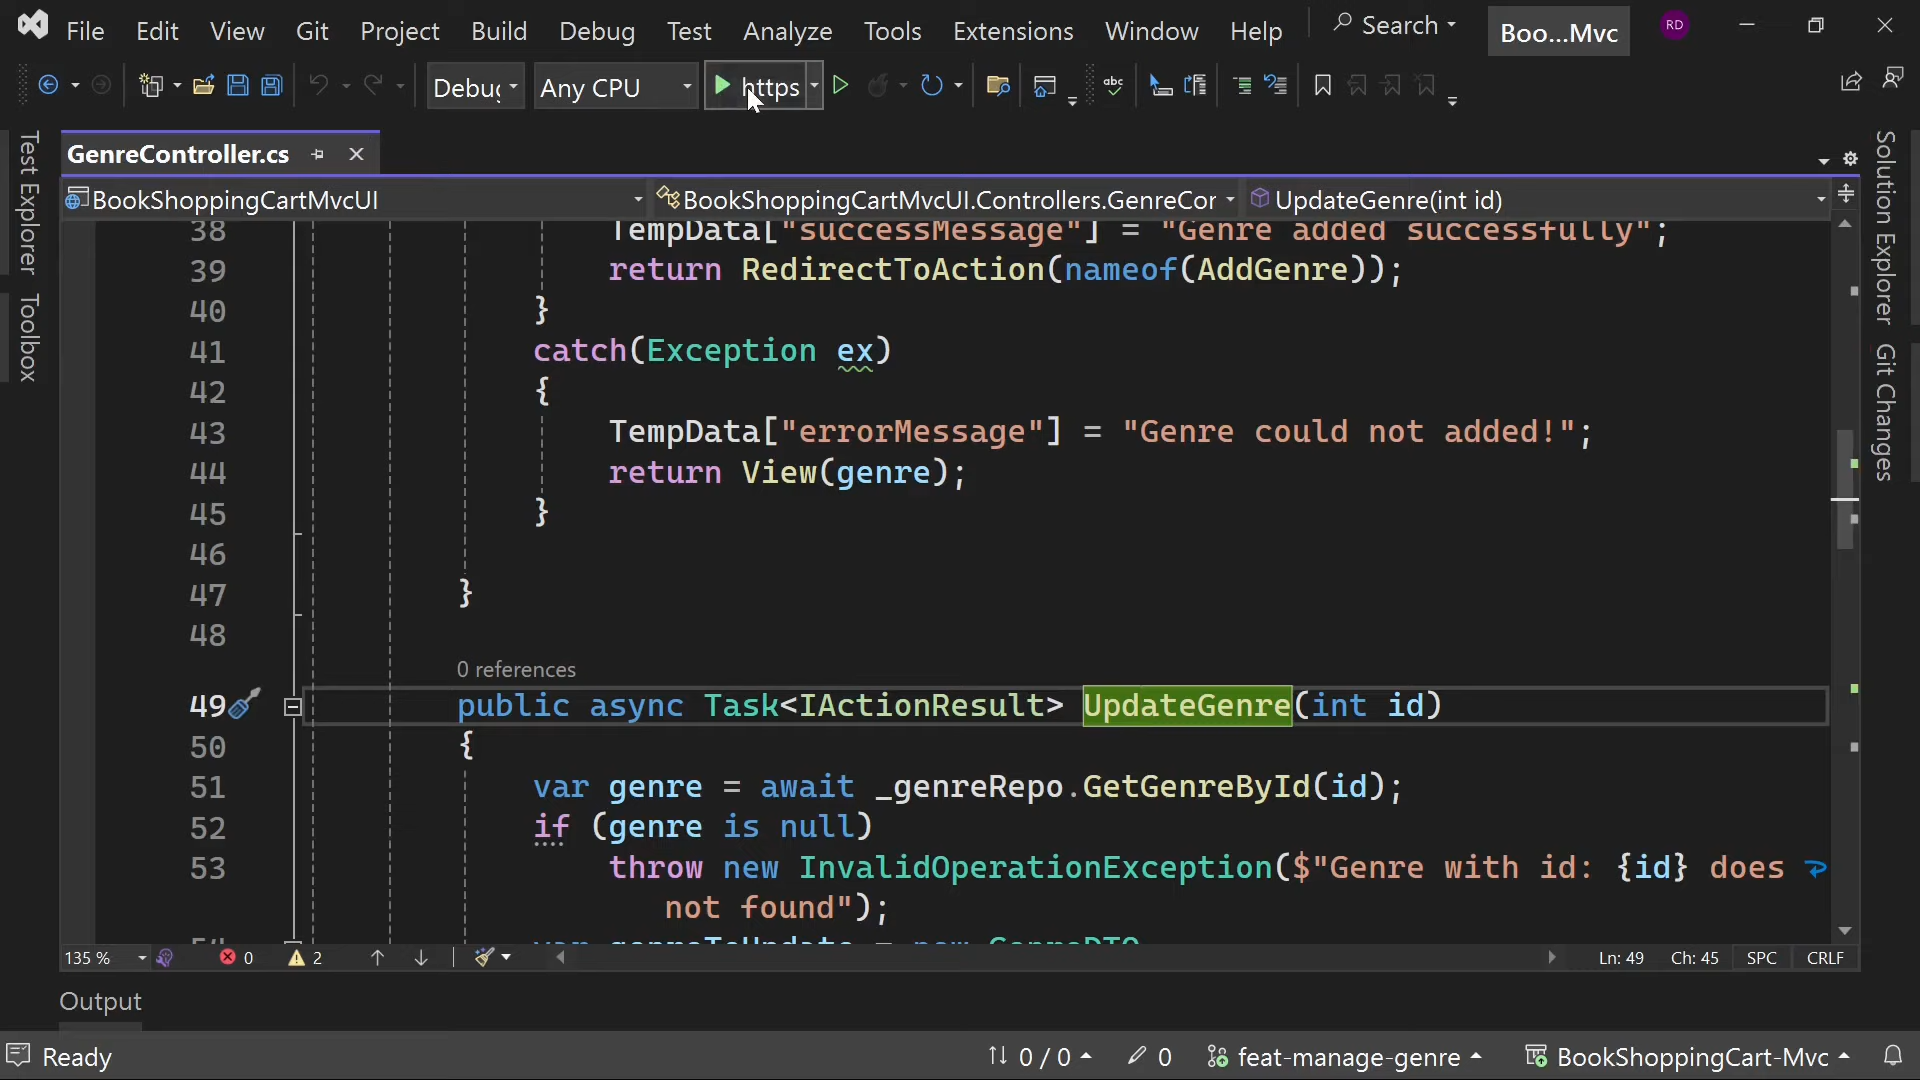 File Edit View Git Project Build Debug Test Analyze Tools Extensions Window Help Search Boo...Mvc RD
Debug Any CPU https abc
GenreController.cs
BookShoppingCartMvcUI BookShoppingCartMvcUI.Controllers.GenreCor UpdateGenre(int id)
Test Explorer
Toolbox
Solution Explorer
Git Changes
38 TempData["successMessage"] = "Genre added successfully";
39 return RedirectToAction(nameof(AddGenre));
40 }
41 catch(Exception ex)
42 {
43 TempData["errorMessage"] = "Genre could not added!";
44 return View(genre);
45 }
46
47 }
48
0 references
49 public async Task<IActionResult> UpdateGenre(int id)
50 {
51 var genre = await _genreRepo.GetGenreById(id);
52 if (genre is null)
53 throw new InvalidOperationException($"Genre with id: {id} does
not found");
var genreToUpdate = new GenreDTO
135 % 0 2 Ln: 49 Ch: 45 SPC CRLF
Output
Ready 0 / 0 0 feat-manage-genre BookShoppingCart-Mvc